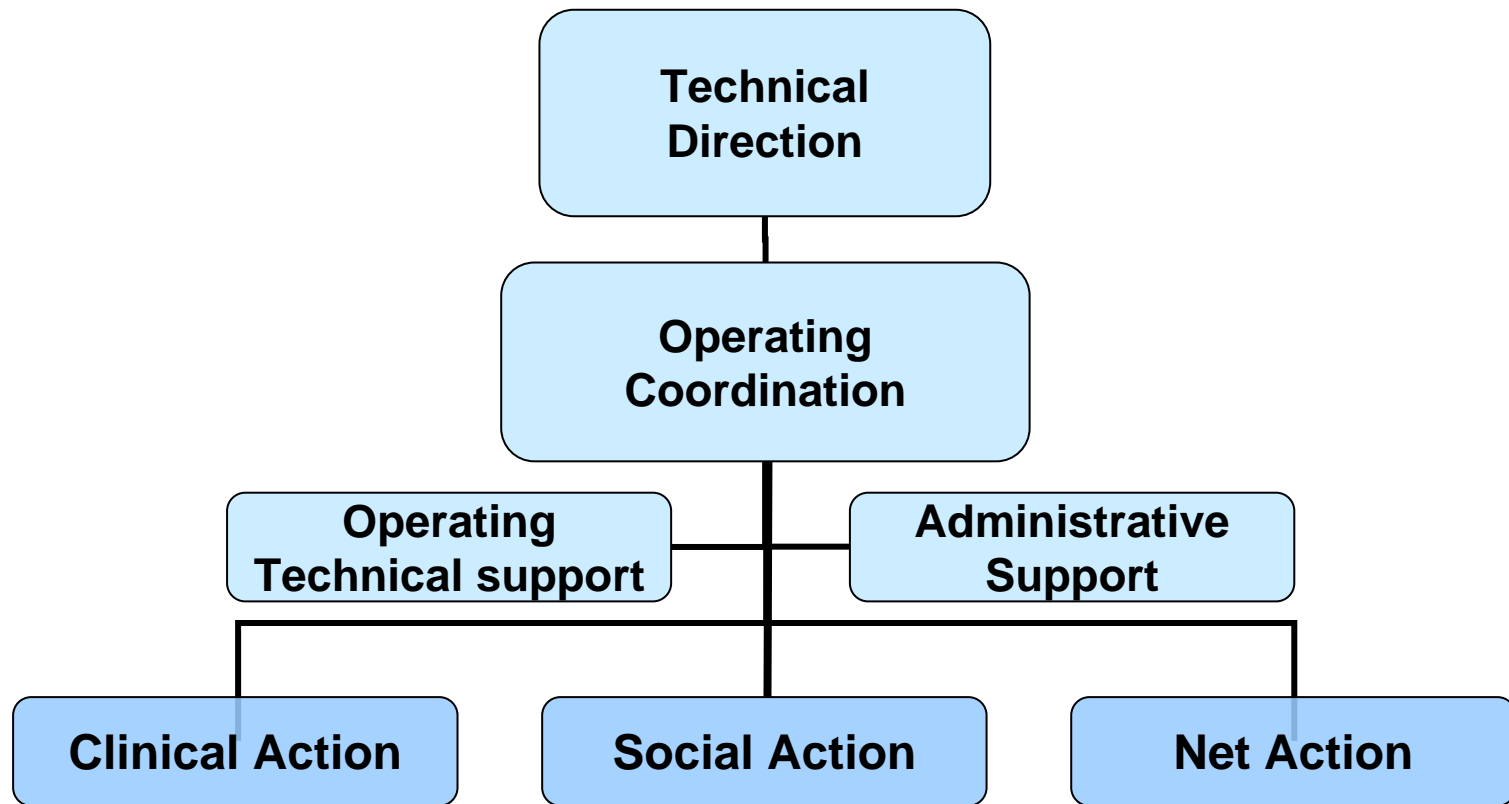 Technical
Direction
Operating
Coordination
Operating
Technical support
Administrative
Support
Clinical Action
Social Action
Net Action